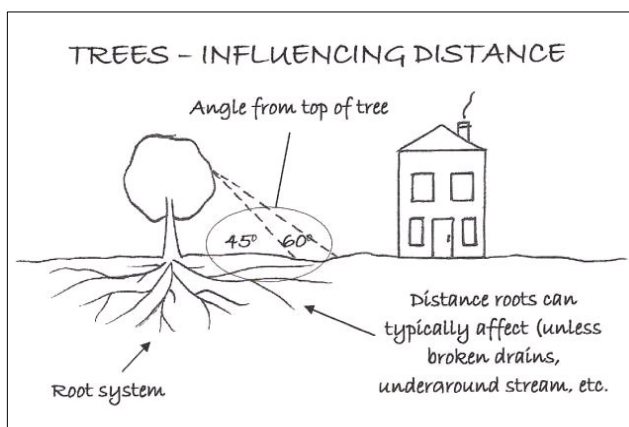 TREES – INFLUENCING DISTANCE
Angle from top of tree
45° 60°
Distance roots can
typically affect (unless
broken drains,
underaround stream, etc.
Root system